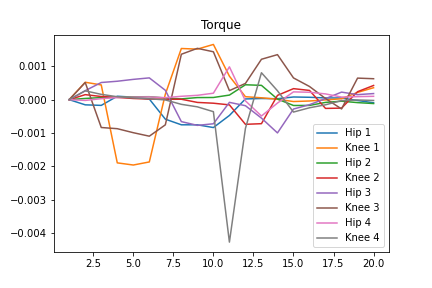 Torque
0.001
0.000
−0.001
−0.002
−0.003
−0.004
Hip 1
Knee 1
Hip 2
Knee 2
Hip 3
Knee 3
Hip 4
Knee 4
2.5 5.0 7.5 10.0 12.5 15.0 17.5 20.0